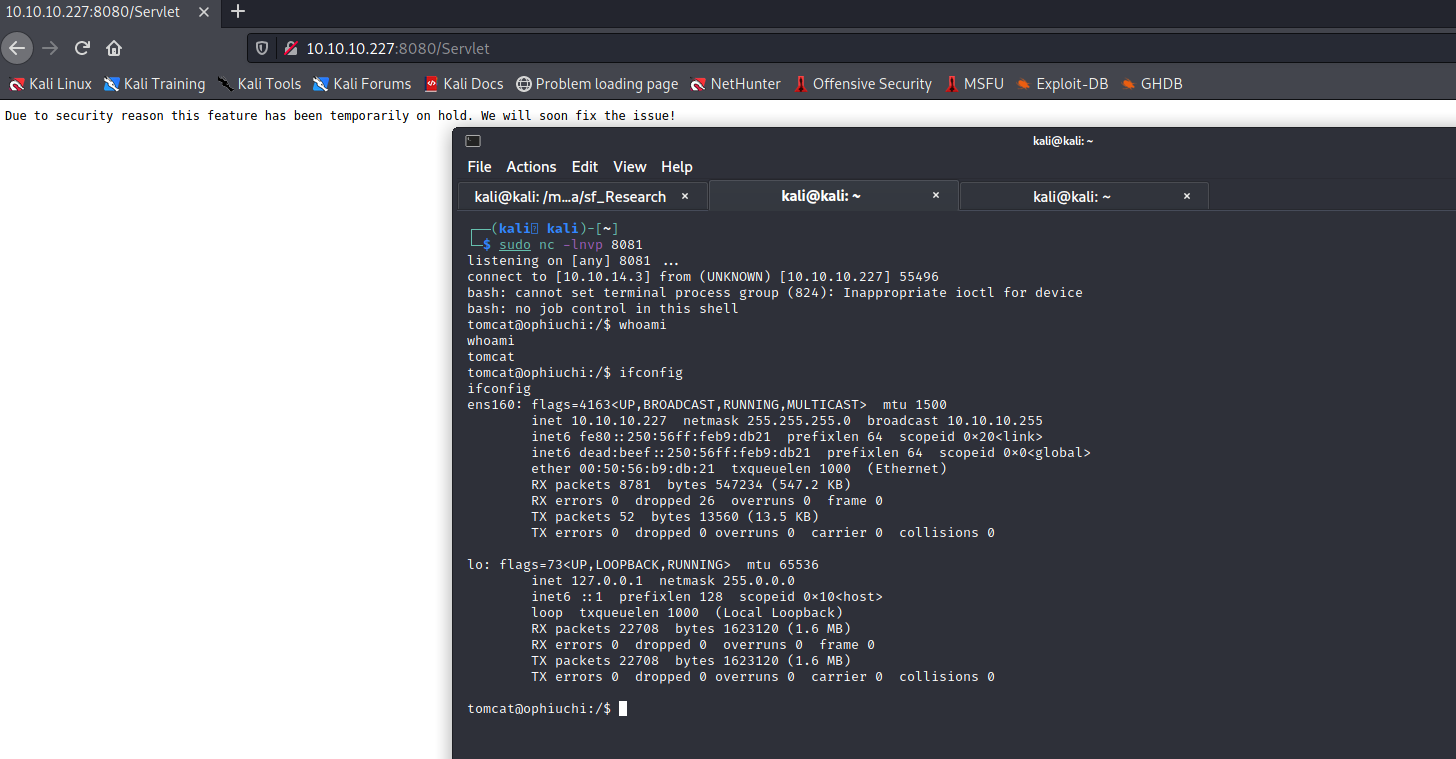 10.10.10.227:8080/Servlet
10.10.10.227:8080/Servlet
Kali Linux Kali Training Kali Tools Kali Forums Kali Docs Problem loading page NetHunter Offensive Security MSFU Exploit-DB GHDB
Due to security reason this feature has been temporarily on hold. We will soon fix the issue!
kali@kali: ~
File Actions Edit View Help
kali@kali: /m...a/sf_Research kali@kali: ~ kali@kali: ~
┌──(kali kali)-[~]
└─$ sudo nc -lnvp 8081
listening on [any] 8081 ...
connect to [10.10.14.3] from (UNKNOWN) [10.10.10.227] 55496
bash: cannot set terminal process group (824): Inappropriate ioctl for device
bash: no job control in this shell
tomcat@ophiuchi:/$ whoami
whoami
tomcat
tomcat@ophiuchi:/$ ifconfig
ifconfig
ens160: flags=4163<UP,BROADCAST,RUNNING,MULTICAST>  mtu 1500
        inet 10.10.10.227  netmask 255.255.255.0  broadcast 10.10.10.255
        inet6 fe80::250:56ff:feb9:db21  prefixlen 64  scopeid 0x20<link>
        inet6 dead:beef::250:56ff:feb9:db21  prefixlen 64  scopeid 0x0<global>
        ether 00:50:56:b9:db:21  txqueuelen 1000  (Ethernet)
        RX packets 8781  bytes 547234 (547.2 KB)
        RX errors 0  dropped 26  overruns 0  frame 0
        TX packets 52  bytes 13560 (13.5 KB)
        TX errors 0  dropped 0 overruns 0  carrier 0  collisions 0

lo: flags=73<UP,LOOPBACK,RUNNING>  mtu 65536
        inet 127.0.0.1  netmask 255.0.0.0
        inet6 ::1  prefixlen 128  scopeid 0x10<host>
        loop  txqueuelen 1000  (Local Loopback)
        RX packets 22708  bytes 1623120 (1.6 MB)
        RX errors 0  dropped 0  overruns 0  frame 0
        TX packets 22708  bytes 1623120 (1.6 MB)
        TX errors 0  dropped 0 overruns 0  carrier 0  collisions 0

tomcat@ophiuchi:/$